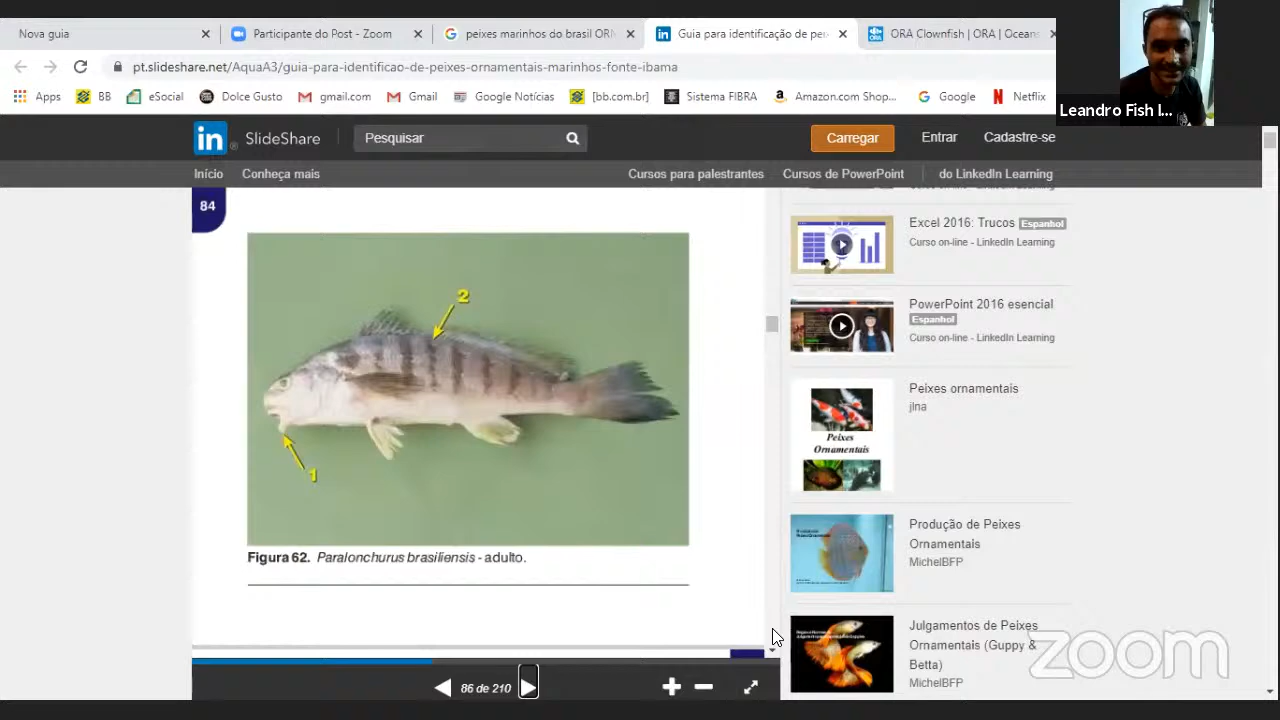 Nova guia
Participante do Post - Zoom
peixes marinhos do brasil ORN
Guia para identificação de pei
ORA Clownfish | ORA | Oceans
pt.slideshare.net/AquaA3/guia-para-identificao-de-peixes-ornamentais-marinhos-fonte-ibama
Apps
BB
eSocial
Dolce Gusto
gmail.com
Gmail
Google Notícias
[bb.com.br]
Sistema FIBRA
Amazon.com Shop...
Google
Netflix
Leandro Fish I...
in SlideShare
Pesquisar
Carregar
Entrar
Cadastre-se
Início
Conheça mais
Cursos para palestrantes
Cursos de PowerPoint
do LinkedIn Learning
84
2
1
Figura 62. Paralonchurus brasiliensis - adulto.
Excel 2016: Trucos Espanhol
Curso on-line - LinkedIn Learning
PowerPoint 2016 esencial
Espanhol
Curso on-line - LinkedIn Learning
Peixes
Ornamentais
Peixes ornamentais
jlna
Produção de Peixes
Ornamentais
MichelBFP
Julgamentos de Peixes
Ornamentais (Guppy &
Betta)
MichelBFP
86 de 210
zoom